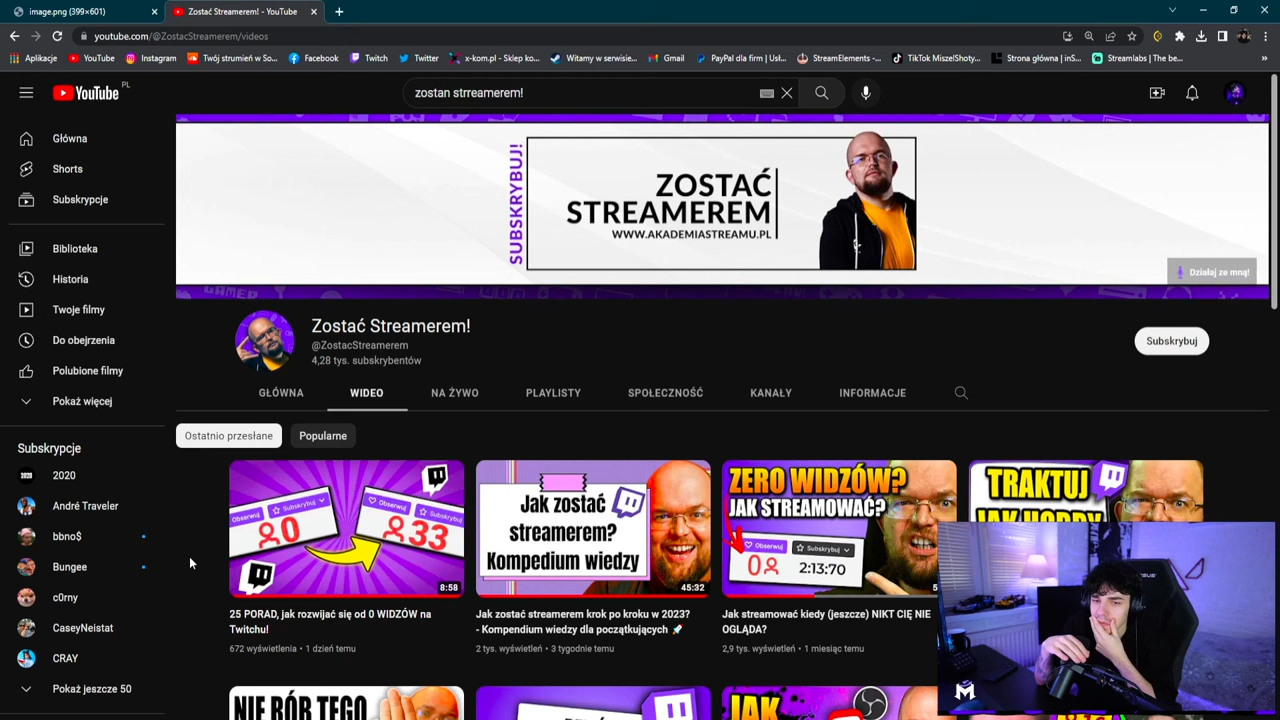 image.png (399×601)
Zostać Streamerem! - YouTube
youtube.com/@ZostacStreamerem/videos
Aplikacje
YouTube
Instagram
Twój strumień w So...
Facebook
Twitch
Twitter
x-kom.pl - Sklep ko...
Witamy w serwisie...
Gmail
PayPal dla firm | Usł...
StreamElements -...
TikTok MiszelShoty...
Strona główna | inS...
Streamlabs | The be...
YouTube PL
zostan strreamerem!
Główna
Shorts
Subskrypcje
Biblioteka
Historia
Twoje filmy
Do obejrzenia
Polubione filmy
Pokaż więcej
Subskrypcje
2020
André Traveler
bbno$
Bungee
c0rny
CaseyNeistat
CRAY
Pokaż jeszcze 50
SUBSKRYBUJ!
ZOSTAĆ
STREAMEREM
WWW.AKADEMIASTREAMU.PL
Działaj ze mną!
Zostać Streamerem!
@ZostacStreamerem
4,28 tys. subskrybentów
Subskrybuj
GŁÓWNA
WIDEO
NA ŻYWO
PLAYLISTY
SPOŁECZNOŚĆ
KANAŁY
INFORMACJE
Ostatnio przesłane
Popularne
Subskrybuj
0
Obserwuj
Subskrybuj
33
8:58
25 PORAD, jak rozwijać się od 0 WIDZÓW na
Twitchu!
672 wyświetlenia • 1 dzień temu
Jak zostać
streamerem?
Kompendium wiedzy
45:32
Jak zostać streamerem krok po kroku w 2023?
- Kompendium wiedzy dla początkujących 🚀
2 tys. wyświetleń • 3 tygodnie temu
ZERO WIDZÓW?
JAK STREAMOWAĆ?
Obserwuj
Subskrybuj
0
2:13:70
Jak streamować kiedy (jeszcze) NIKT CIĘ NIE
OGLĄDA?
2,9 tys. wyświetleń • 1 miesiąc temu
TRAKTUJ
JAK HOBBY
NIE RÓB TEGO
JAK